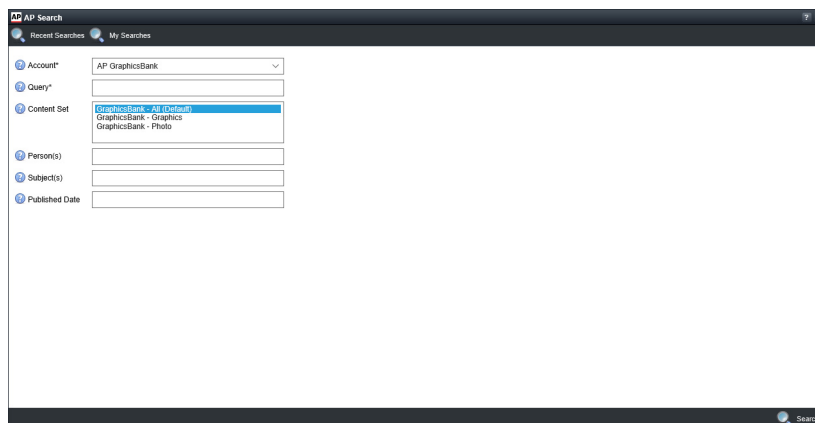 AP AP Search ?
Recent Searches My Searches
? Account* AP GraphicsBank
? Query*
? Content Set GraphicsBank - All (Default)
GraphicsBank - Graphics
GraphicsBank - Photo
? Person(s)
? Subject(s)
? Published Date
Searc